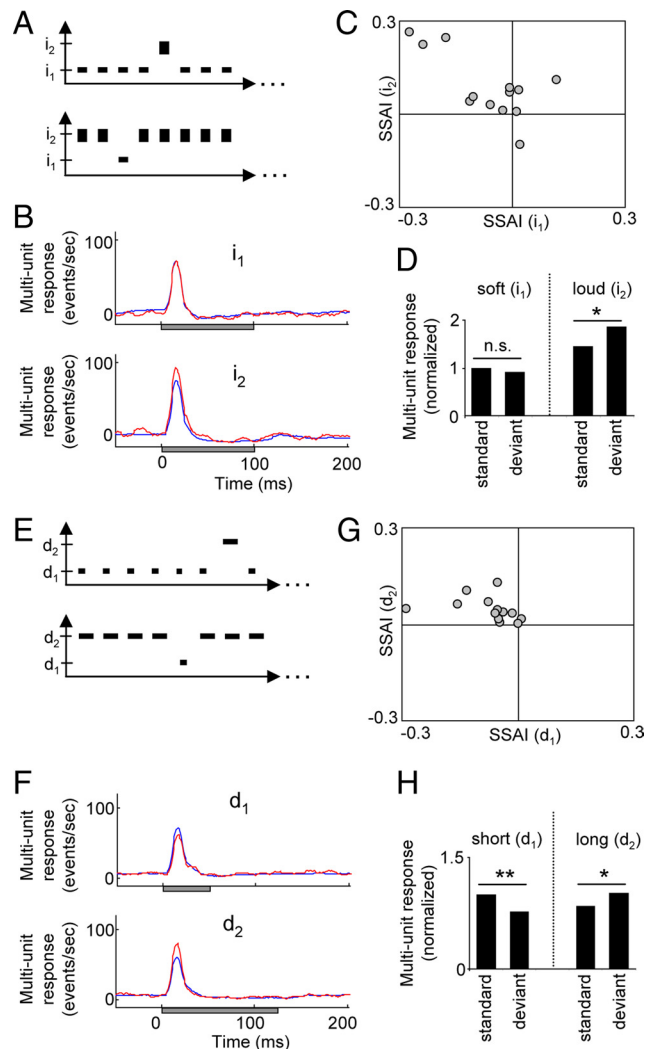 A
i2
i1
. . .
i2
i1
. . .
B
Multi-unit response (events/sec)
100
0
i1
Multi-unit response (events/sec)
100
0
i2
0
100
200
Time (ms)
C
0.3
SSAI (i2)
-0.3
-0.3
0.3
SSAI (i1)
D
soft (i1)
loud (i2)
Multi-unit response (normalized)
2
1
0
n.s.
*
standard
deviant
standard
deviant
E
d2
d1
. . .
d2
d1
. . .
F
Multi-unit response (events/sec)
100
0
d1
Multi-unit response (events/sec)
100
0
d2
0
100
200
Time (ms)
G
0.3
SSAI (d2)
-0.3
-0.3
0.3
SSAI (d1)
H
short (d1)
long (d2)
Multi-unit response (normalized)
1.5
0
**
*
standard
deviant
standard
deviant